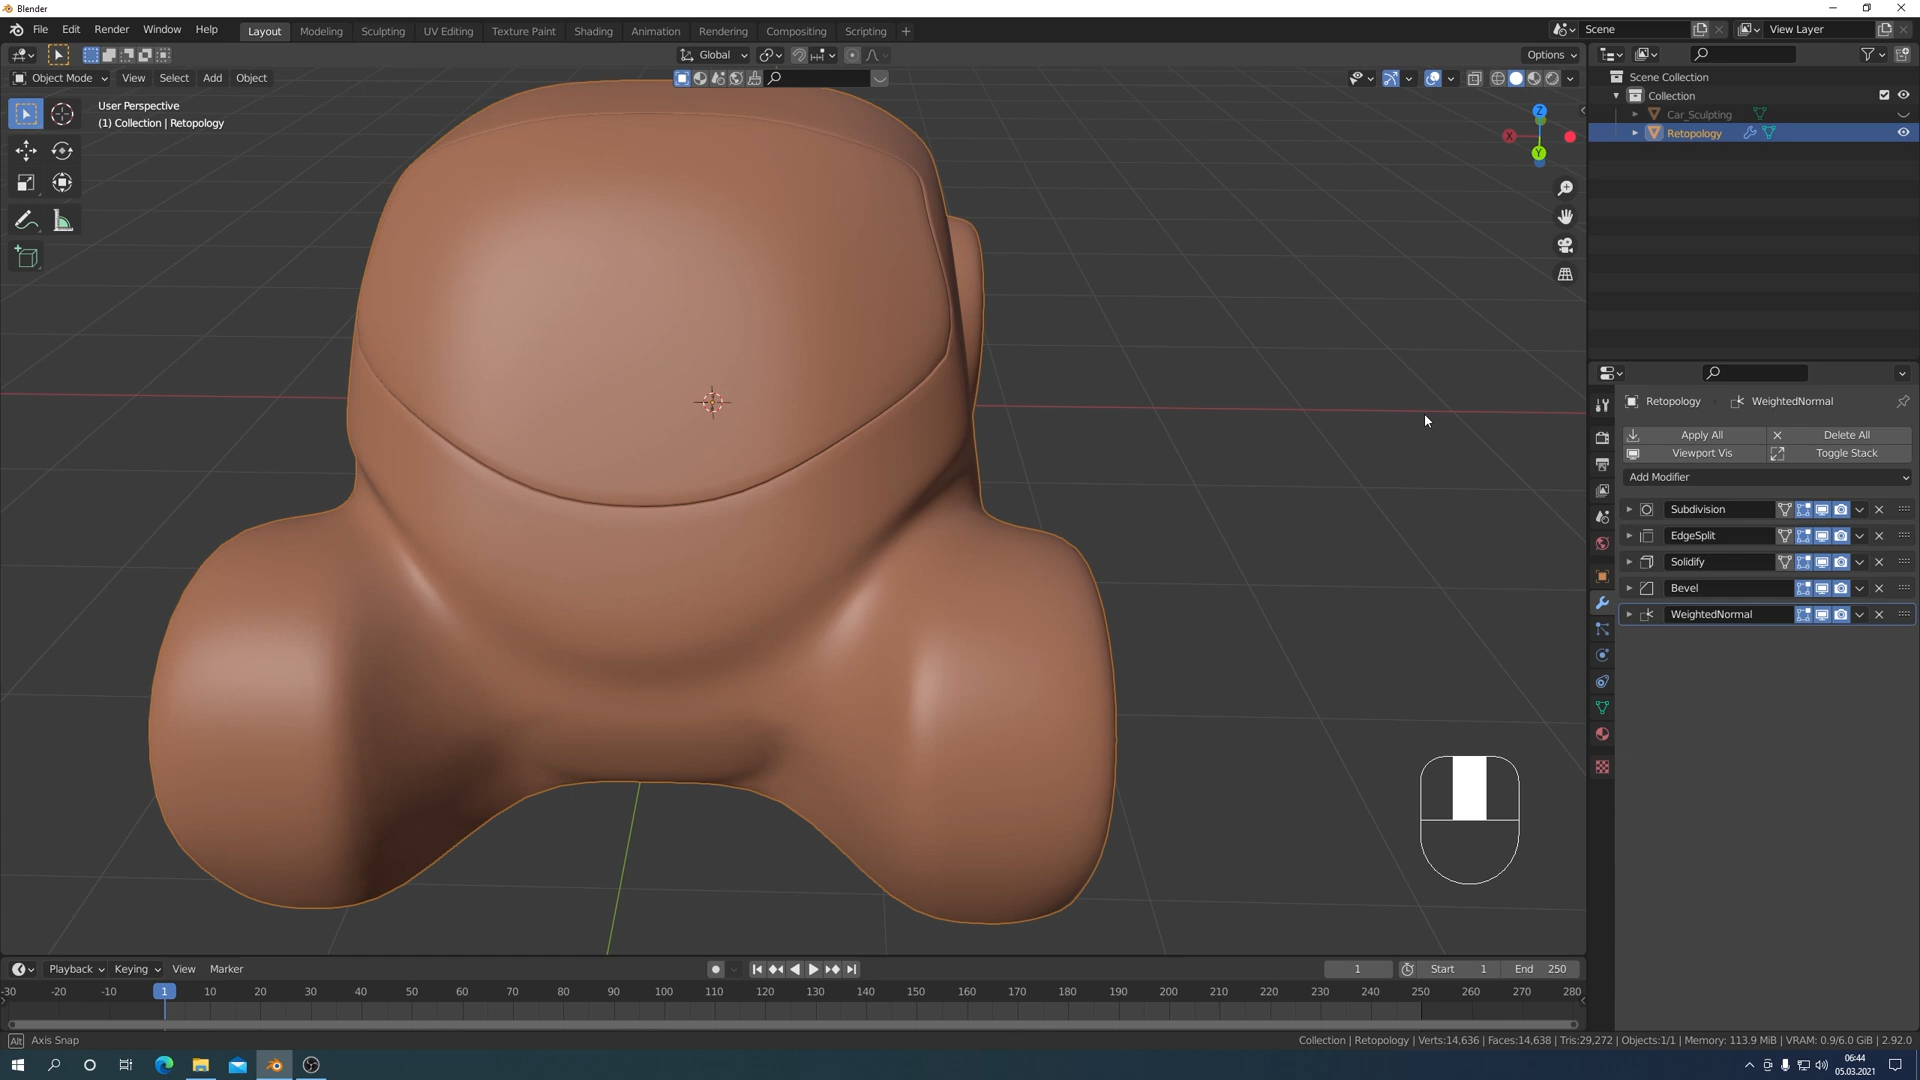 Blender
File Edit Render Window Help Layout Modeling Sculpting UV Editing Texture Paint Shading Animation Rendering Compositing Scripting + Scene View Layer
Global Options
Object Mode View Select Add Object
User Perspective
(1) Collection | Retopology
Z
X
Y
Scene Collection
Collection
Car_Sculpting
Retopology
Retopology WeightedNormal
Apply All Delete All
Viewport Vis Toggle Stack
Add Modifier
Subdivision
EdgeSplit
Solidify
Bevel
WeightedNormal
Playback Keying View Marker 1 Start 1 End 250
-30 -20 -10 1 10 20 30 40 50 60 70 80 90 100 110 120 130 140 150 160 170 180 190 200 210 220 230 240 250 260 270 280
Alt Axis Snap Collection | Retopology | Verts:14,636 | Faces:14,638 | Tris:29,272 | Objects:1/1 | Memory: 113.9 MiB | VRAM: 0.9/6.0 GiB | 2.92.0
06:44
05.03.2021